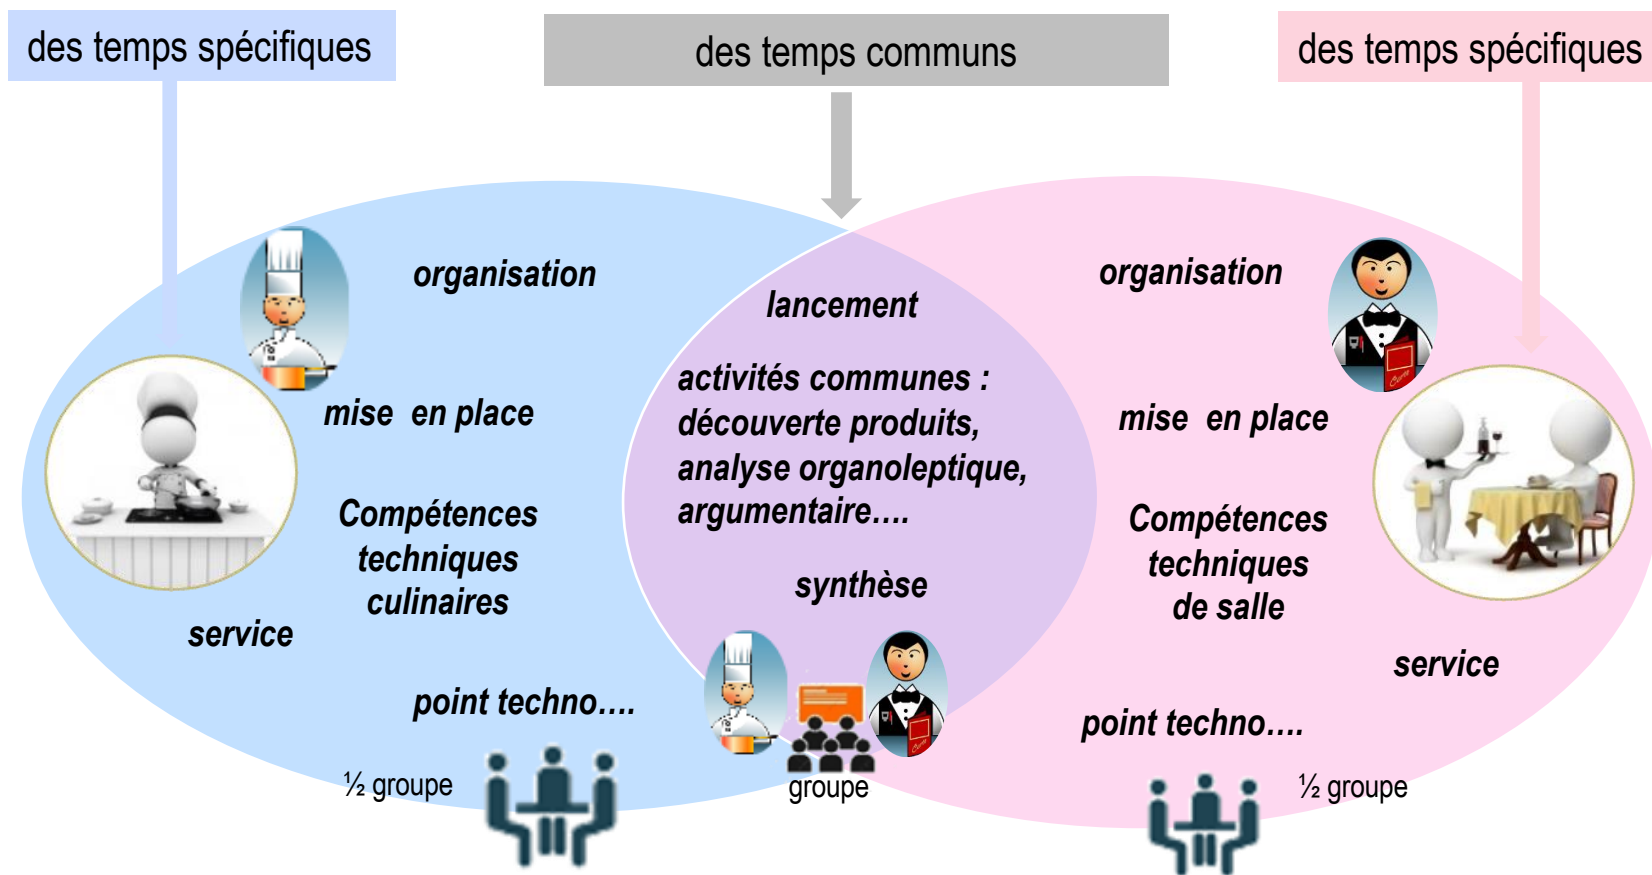 des temps spécifiques
des temps communs
des temps spécifiques
organisation
mise  en place
Compétences
techniques
culinaires
service
point techno….
½ groupe
lancement
activités communes :
découverte produits,
analyse organoleptique,
argumentaire….
synthèse
groupe
organisation
Carte
mise  en place
Compétences
techniques
de salle
service
point techno….
½ groupe